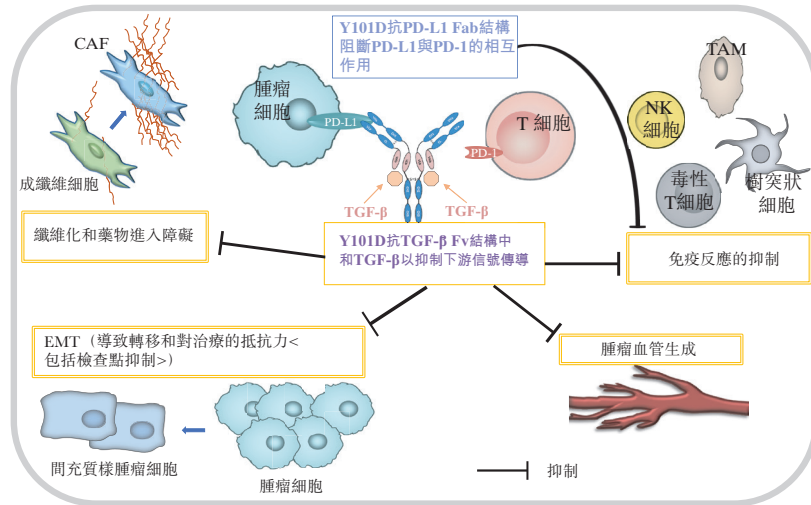 CAF
Y101D抗PD-L1 Fab結構
阻斷PD-L1與PD-1的相互
作用
TAM
腫瘤
細胞
PD-L1
T 細胞
PD-1
NK
細胞
成纖維細胞
TGF-β
TGF-β
毒性
T細胞
樹突狀
細胞
纖維化和藥物進入障礙
Y101D抗TGF-β Fv結構中
和TGF-β以抑制下游信號傳導
免疫反應的抑制
EMT（導致轉移和對治療的抵抗力<
包括檢查點抑制>）
腫瘤血管生成
間充質樣腫瘤細胞
腫瘤細胞
抑制